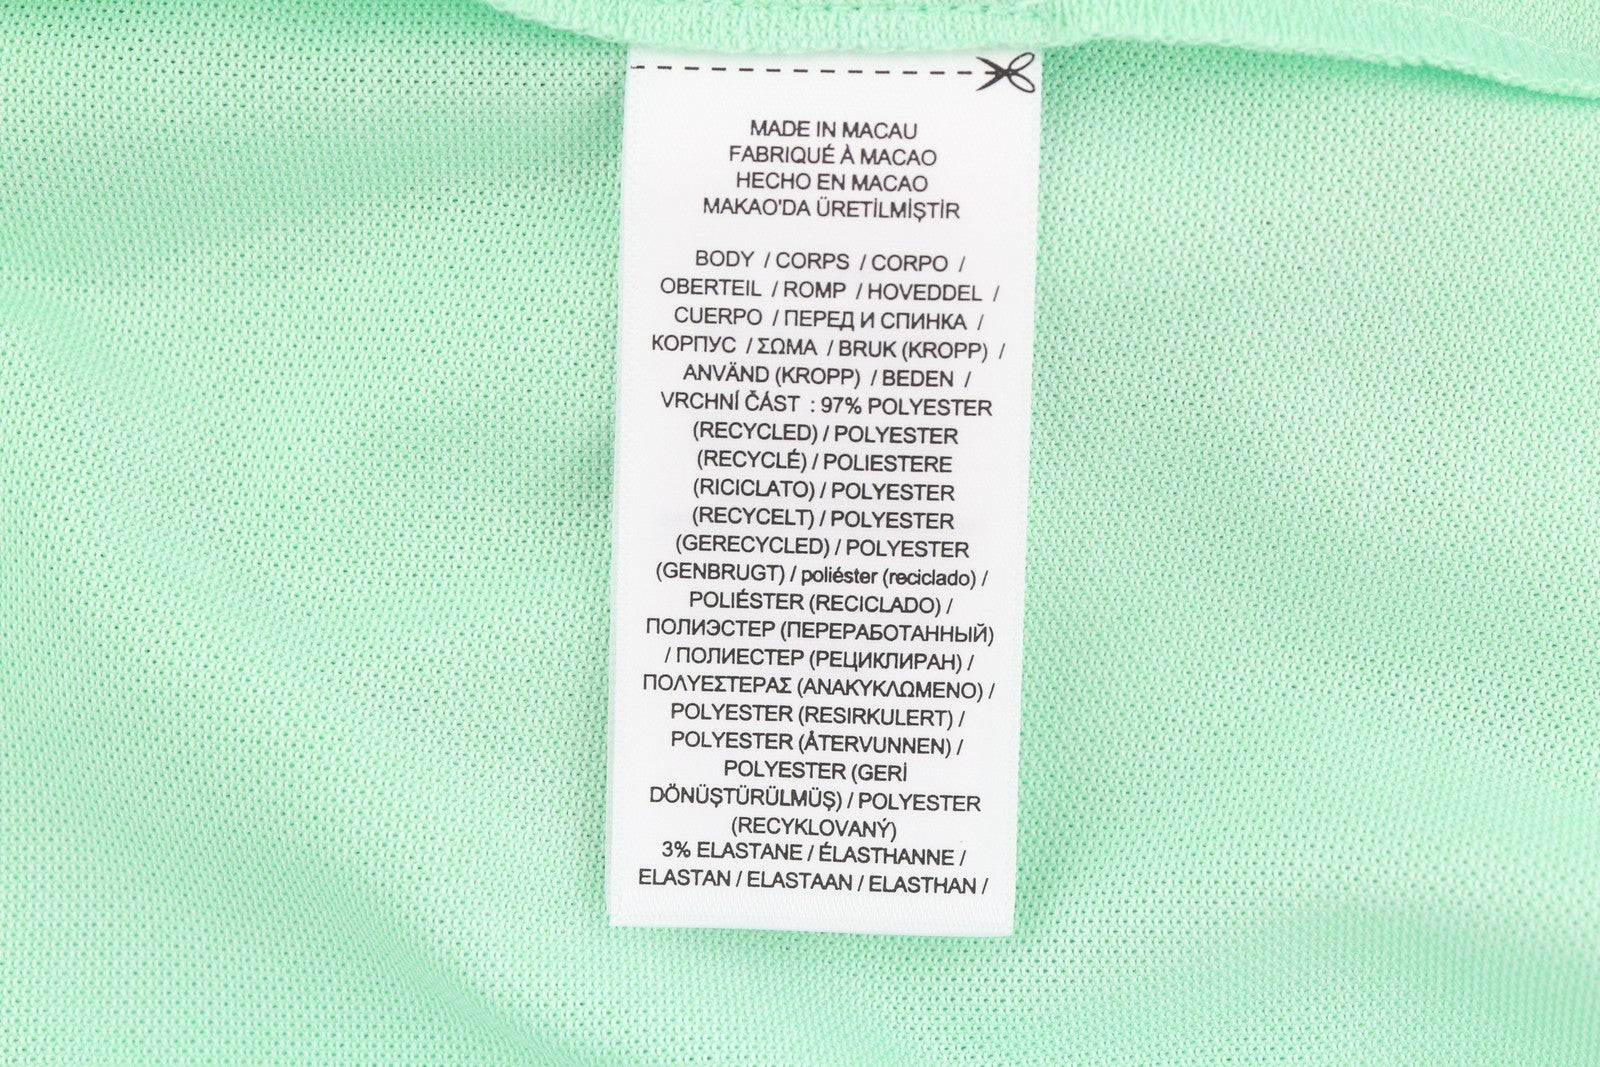 MADE IN MACAU
FABRIQUÉ À MACAO
HECHO EN MACAO
MAKAO'DA ÜRETİLMİŞTİR
BODY / CORPS / CORPO /
OBERTEIL / ROMP / HOVEDDEL /
CUERPO / ПЕРЕД И СПИНКА /
КОРПУС / ΣΩΜΑ / BRUK (KROPP) /
ANVÄND (KROPP) / BEDEN /
VRCHNÍ ČÁST : 97% POLYESTER
(RECYCLED) / POLYESTER
(RECYCLÉ) / POLIESTERE
(RICICLATO) / POLYESTER
(RECYCELT) / POLYESTER
(GERECYCLED) / POLYESTER
(GENBRUGT) / poliéster (reciclado) /
POLIÉSTER (RECICLADO) /
ПОЛИЭСТЕР (ПЕРЕРАБОТАННЫЙ)
/ ПОЛИЕСТЕР (РЕЦИКЛИРАН) /
ΠΟΛΥΕΣΤΕΡΑΣ (ΑΝΑΚΥΚΛΩΜΕΝΟ) /
POLYESTER (RESIRKULERT) /
POLYESTER (ÅTERVUNNEN) /
POLYESTER (GERİ
DÖNÜŞTÜRÜLMÜŞ) / POLYESTER
(RECYKLOVANÝ)
3% ELASTANE / ÉLASTHANNE /
ELASTAN / ELASTAAN / ELASTHAN /